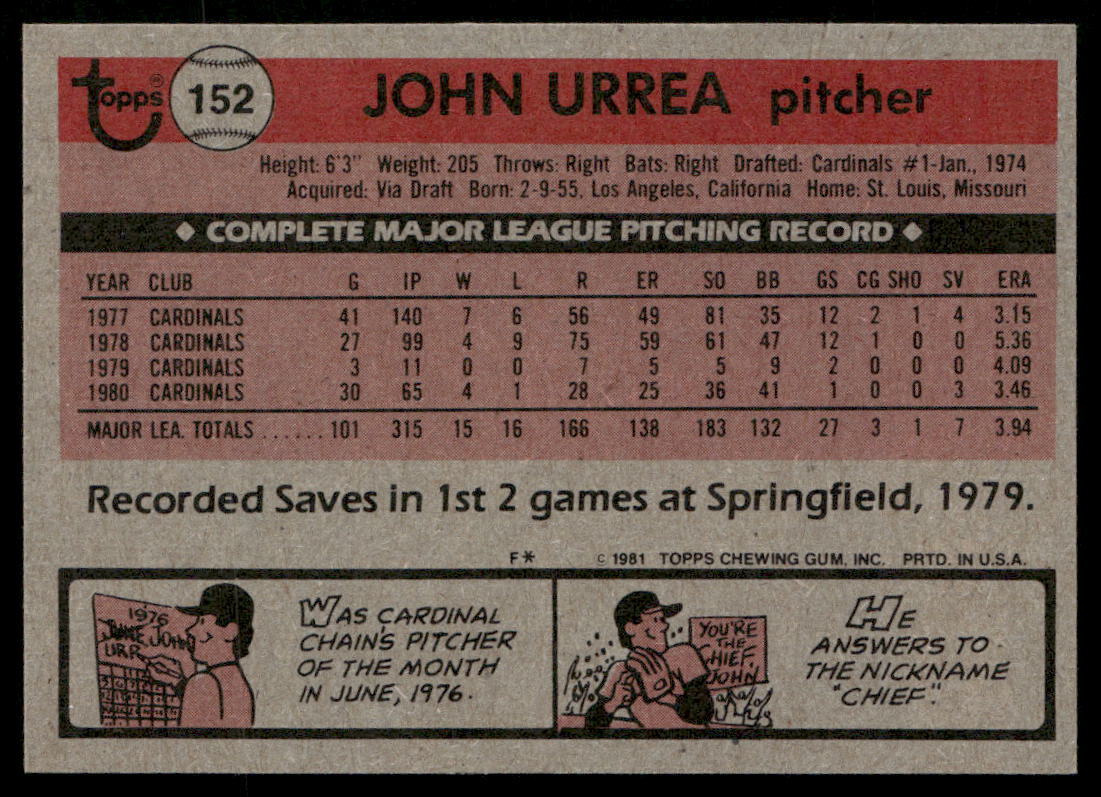 Topps ® 152 JOHN URREA pitcher
Height: 6'3" Weight: 205 Throws: Right Bats: Right Drafted: Cardinals #1-Jan., 1974
Acquired: Via Draft Born: 2-9-55, Los Angeles, California Home: St. Louis, Missouri
◆ COMPLETE MAJOR LEAGUE PITCHING RECORD ◆
YEAR CLUB G IP W L R ER SO BB GS CG SHO SV ERA
1977 CARDINALS 41 140 7 6 56 49 81 35 12 2 1 4 3.15
1978 CARDINALS 27 99 4 9 75 59 61 47 12 1 0 0 5.36
1979 CARDINALS 3 11 0 0 7 5 5 9 2 0 0 0 4.09
1980 CARDINALS 30 65 4 1 28 25 36 41 1 0 0 3 3.46
MAJOR LEA. TOTALS ...... 101 315 15 16 166 138 183 132 27 3 1 7 3.94
Recorded Saves in 1st 2 games at Springfield, 1979.
F* © 1981 TOPPS CHEWING GUM, INC. PRTD. IN U.S.A.
1976
JUNE JOHN
URR
WAS CARDINAL
CHAIN'S PITCHER
OF THE MONTH
IN JUNE, 1976.
YOU'RE
THE
CHIEF,
JOHN
HE
ANSWERS TO
THE NICKNAME
"CHIEF".